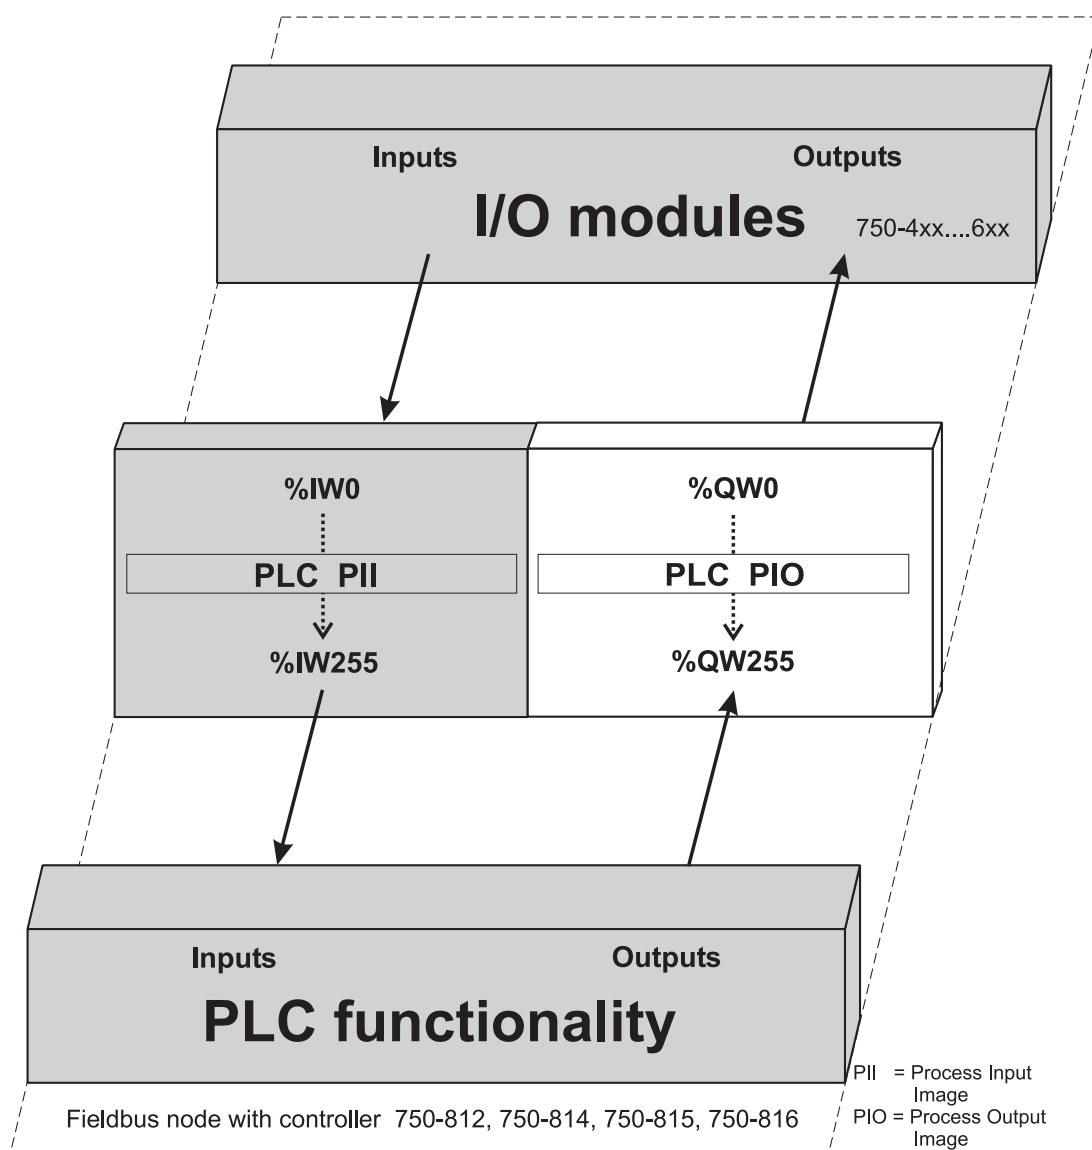 Inputs Outputs
I/O modules 750-4xx....6xx
%IW0 %QW0
PLC PII PLC PIO
%IW255 %QW255
Inputs Outputs
PLC functionality
Fieldbus node with controller 750-812, 750-814, 750-815, 750-816
PII = Process Input
Image
PIO = Process Output
Image